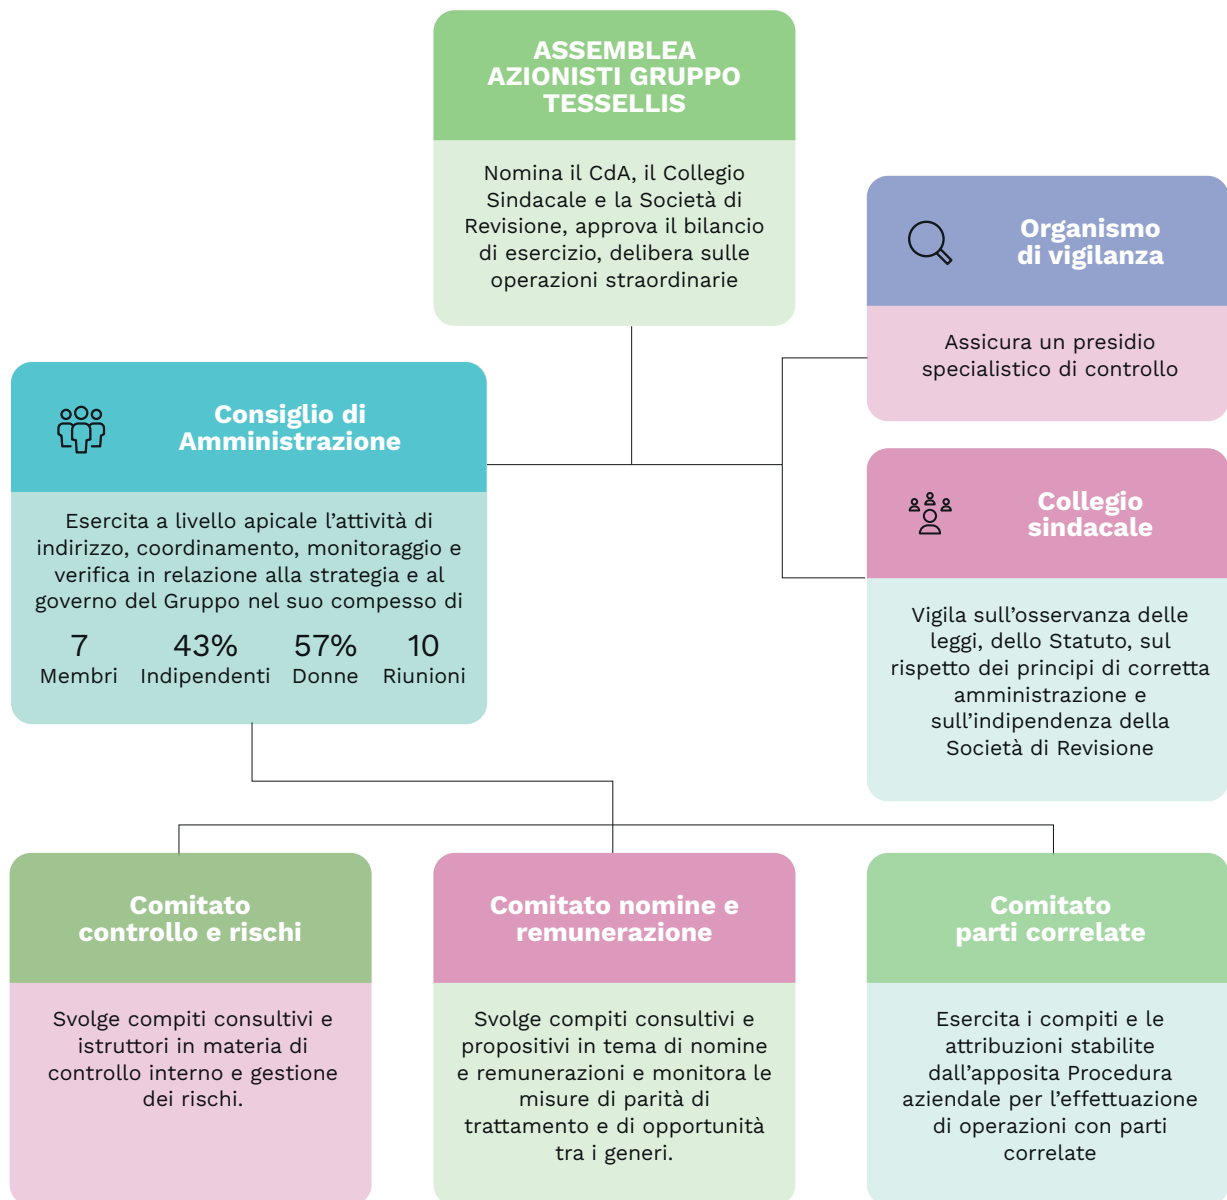 ASSEMBLEA
AZIONISTI GRUPPO
TESSELLIS
Nomina il CdA, il Collegio
Sindacale e la Società di
Revisione, approva il bilancio
di esercizio, delibera sulle
operazioni straordinarie
Organismo
di vigilanza
Assicura un presidio
specialistico di controllo
Consiglio di
Amministrazione
Esercita a livello apicale l’attività di
indirizzo, coordinamento, monitoraggio e
verifica in relazione alla strategia e al
governo del Gruppo nel suo compesso di
7 43% 57% 10
Membri Indipendenti Donne Riunioni
Collegio
sindacale
Vigila sull’osservanza delle
leggi, dello Statuto, sul
rispetto dei principi di corretta
amministrazione e
sull’indipendenza della
Società di Revisione
Comitato
controllo e rischi
Svolge compiti consultivi e
istruttori in materia di
controllo interno e gestione
dei rischi.
Comitato nomine e
remunerazione
Svolge compiti consultivi e
propositivi in tema di nomine
e remunerazioni e monitora le
misure di parità di
trattamento e di opportunità
tra i generi.
Comitato
parti correlate
Esercita i compiti e le
attribuzioni stabilite
dall’apposita Procedura
aziendale per l’effettuazione
di operazioni con parti
correlate